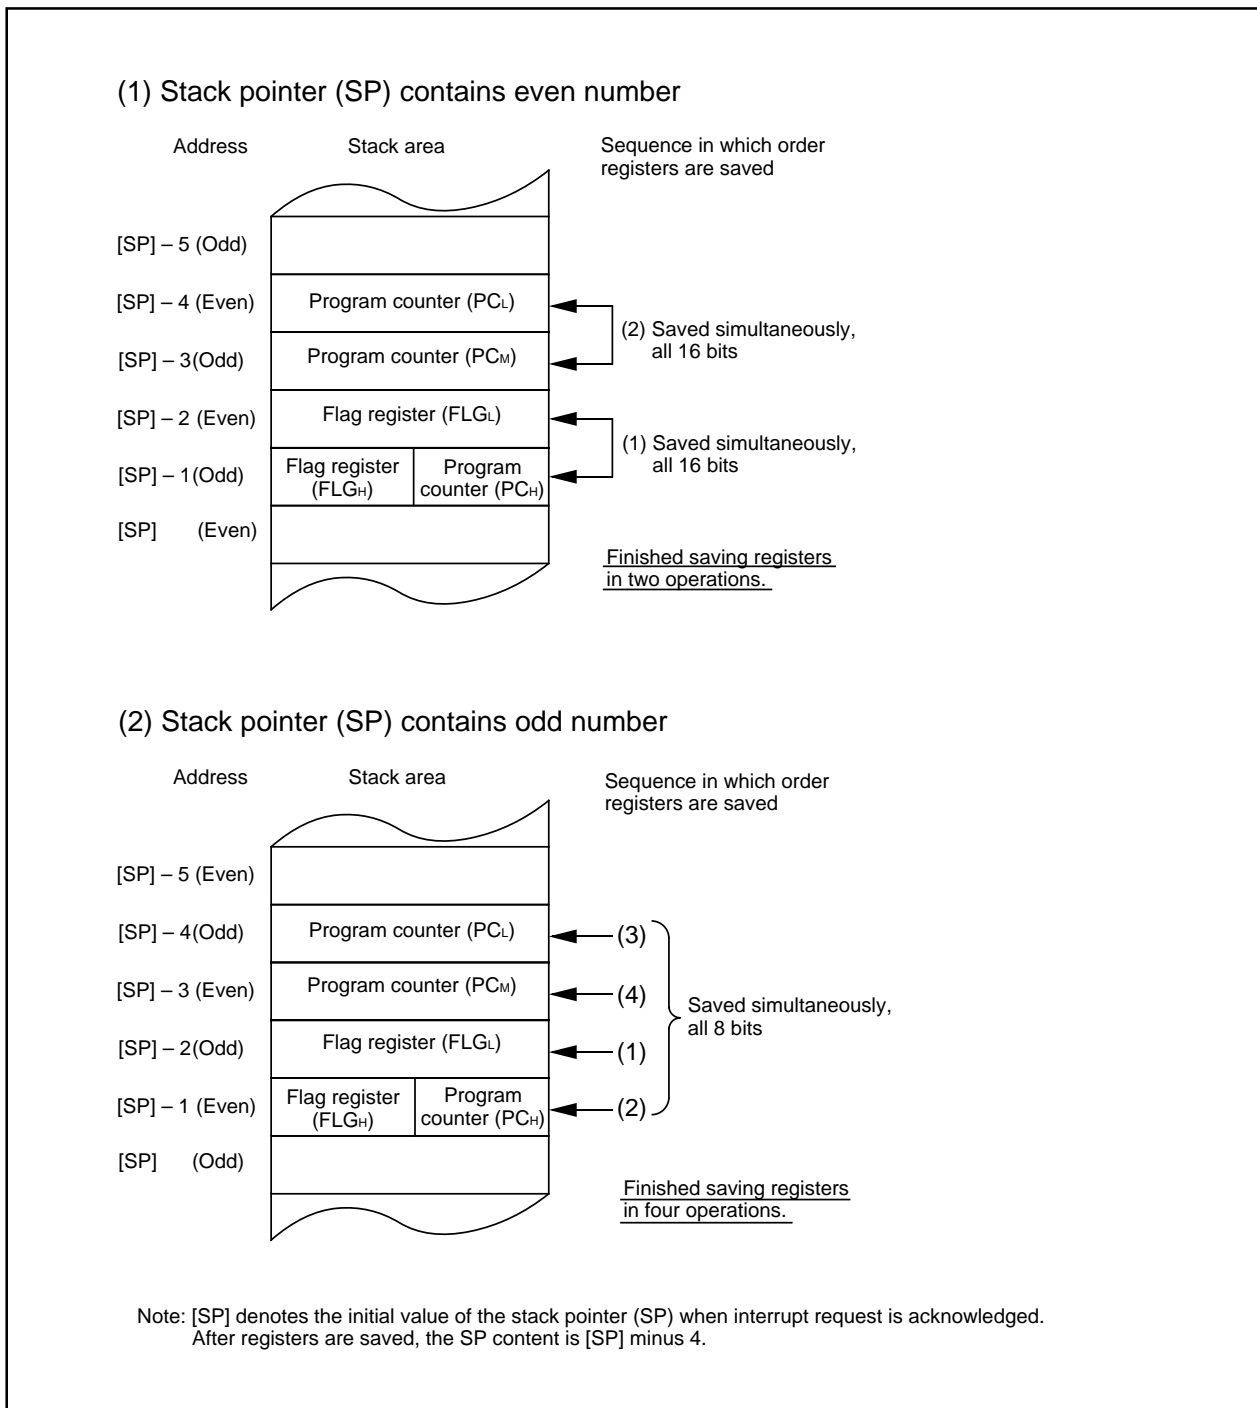 (1) Stack pointer (SP) contains even number
Address Stack area Sequence in which order
registers are saved
[SP] – 5 (Odd)
[SP] – 4 (Even) Program counter (PCL)
(2) Saved simultaneously,
all 16 bits
[SP] – 3(Odd) Program counter (PCM)
[SP] – 2 (Even) Flag register (FLGL)
(1) Saved simultaneously,
all 16 bits
[SP] – 1(Odd) Flag register Program
(FLGH) counter (PCH)
[SP] (Even)
Finished saving registers
in two operations.
(2) Stack pointer (SP) contains odd number
Address Stack area Sequence in which order
registers are saved
[SP] – 5 (Even)
[SP] – 4(Odd) Program counter (PCL) (3)
[SP] – 3 (Even) Program counter (PCM) (4)
Saved simultaneously,
all 8 bits
[SP] – 2(Odd) Flag register (FLGL) (1)
[SP] – 1 (Even) Flag register Program (2)
(FLGH) counter (PCH)
[SP] (Odd)
Finished saving registers
in four operations.
Note: [SP] denotes the initial value of the stack pointer (SP) when interrupt request is acknowledged.
After registers are saved, the SP content is [SP] minus 4.